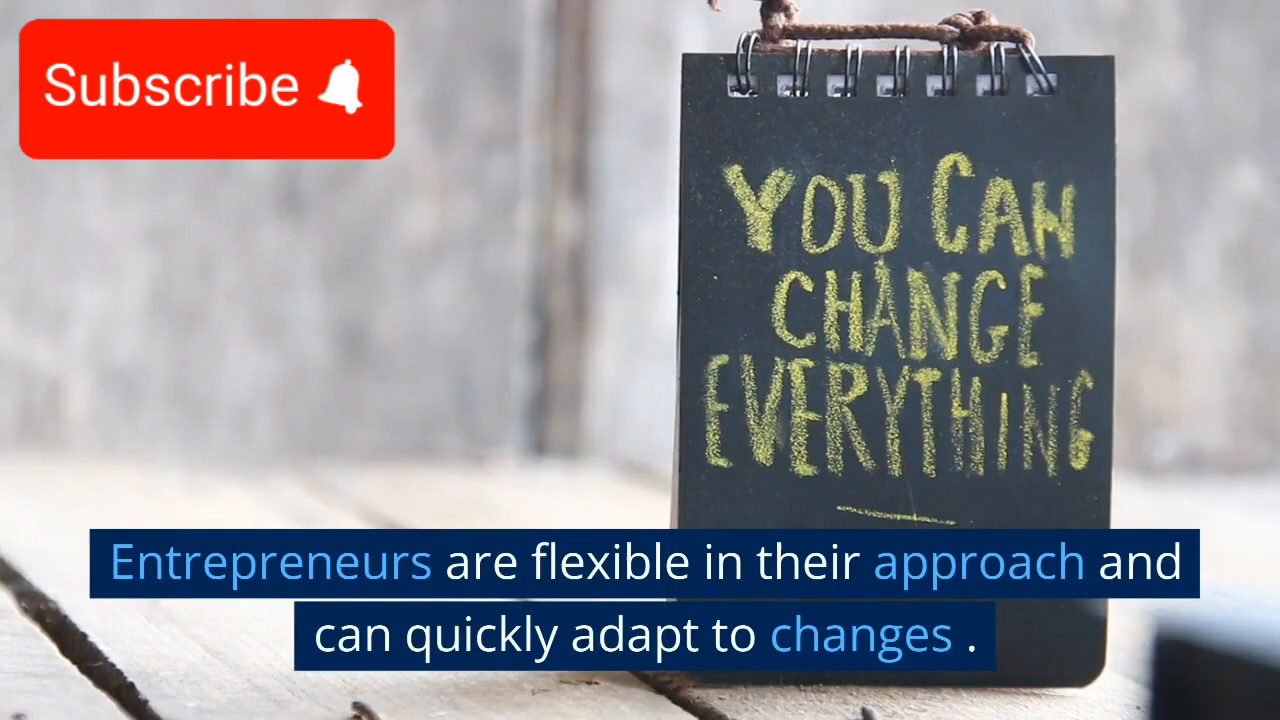 Subscribe
YOU CAN
CHANGE
EVERYTHING
Entrepreneurs are flexible in their approach and
can quickly adapt to changes .